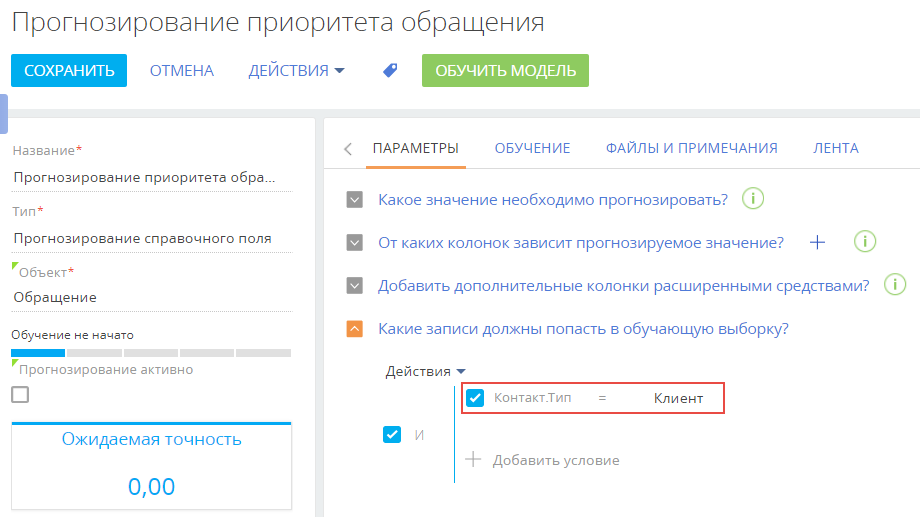 Прогнозирование приоритета обращения
СОХРАНИТЬ ОТМЕНА ДЕЙСТВИЯ ОБУЧИТЬ МОДЕЛЬ
Название*
Прогнозирование приоритета обра...
Тип*
Прогнозирование справочного поля
Объект*
Обращение
Обучение не начато
Прогнозирование активно
Ожидаемая точность
0,00
ПАРАМЕТРЫ ОБУЧЕНИЕ ФАЙЛЫ И ПРИМЕЧАНИЯ ЛЕНТА
Какое значение необходимо прогнозировать? i
От каких колонок зависит прогнозируемое значение? + i
Добавить дополнительные колонки расширенными средствами? i
Какие записи должны попасть в обучающую выборку?
Действия
Контакт.Тип = Клиент
И
+ Добавить условие